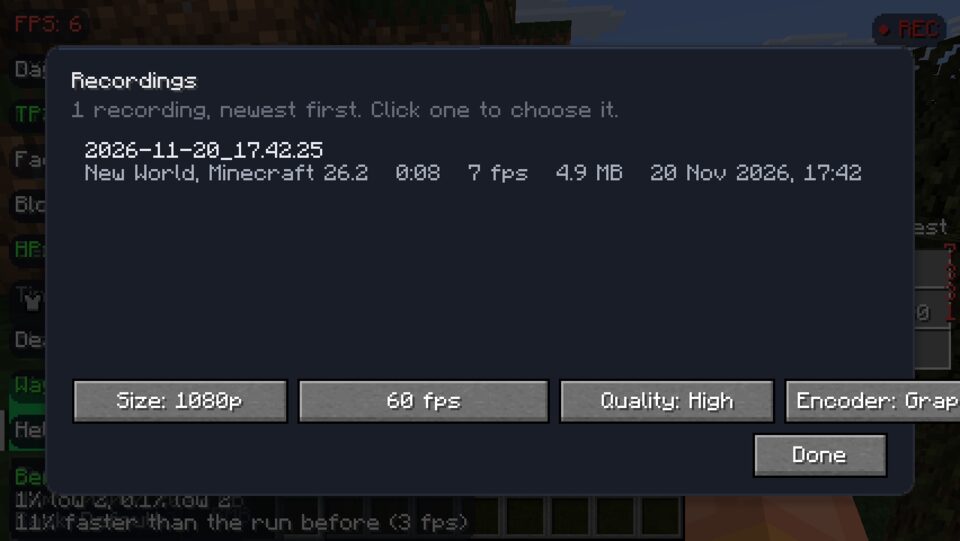 FPS: 6
REC
Recordings
1 recording, newest first. Click one to choose it.
2026-11-20_17.42.25
New World, Minecraft 26.2 0:08 7 fps 4.9 MB 20 Nov 2026, 17:42
Size: 1080p
60 fps
Quality: High
Encoder: Grap
Done
1% low 2, 0.1% low 2
11% faster than the run before (3 fps)